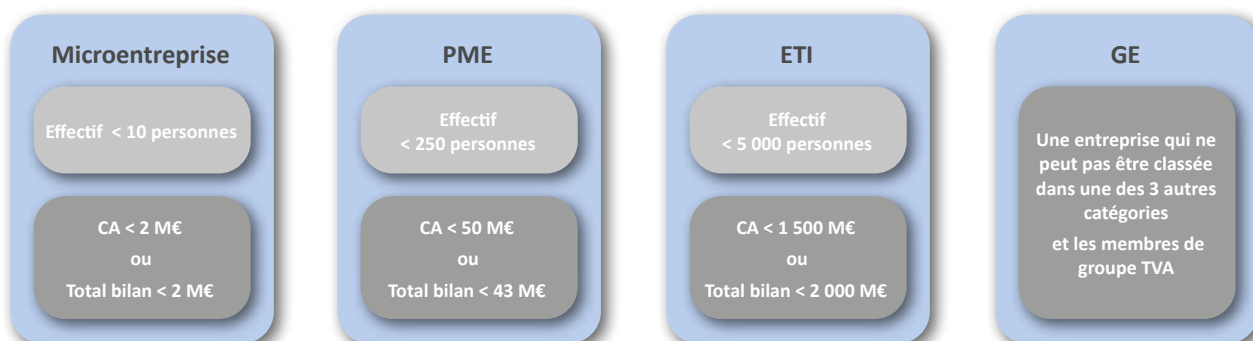 Microentreprise
Effectif < 10 personnes
CA < 2 M€
ou
Total bilan < 2 M€
PME
Effectif
< 250 personnes
CA < 50 M€
ou
Total bilan < 43 M€
ETI
Effectif
< 5 000 personnes
CA < 1 500 M€
ou
Total bilan < 2 000 M€
GE
Une entreprise qui ne
peut pas être classée
dans une des 3 autres
catégories
et les membres de
groupe TVA